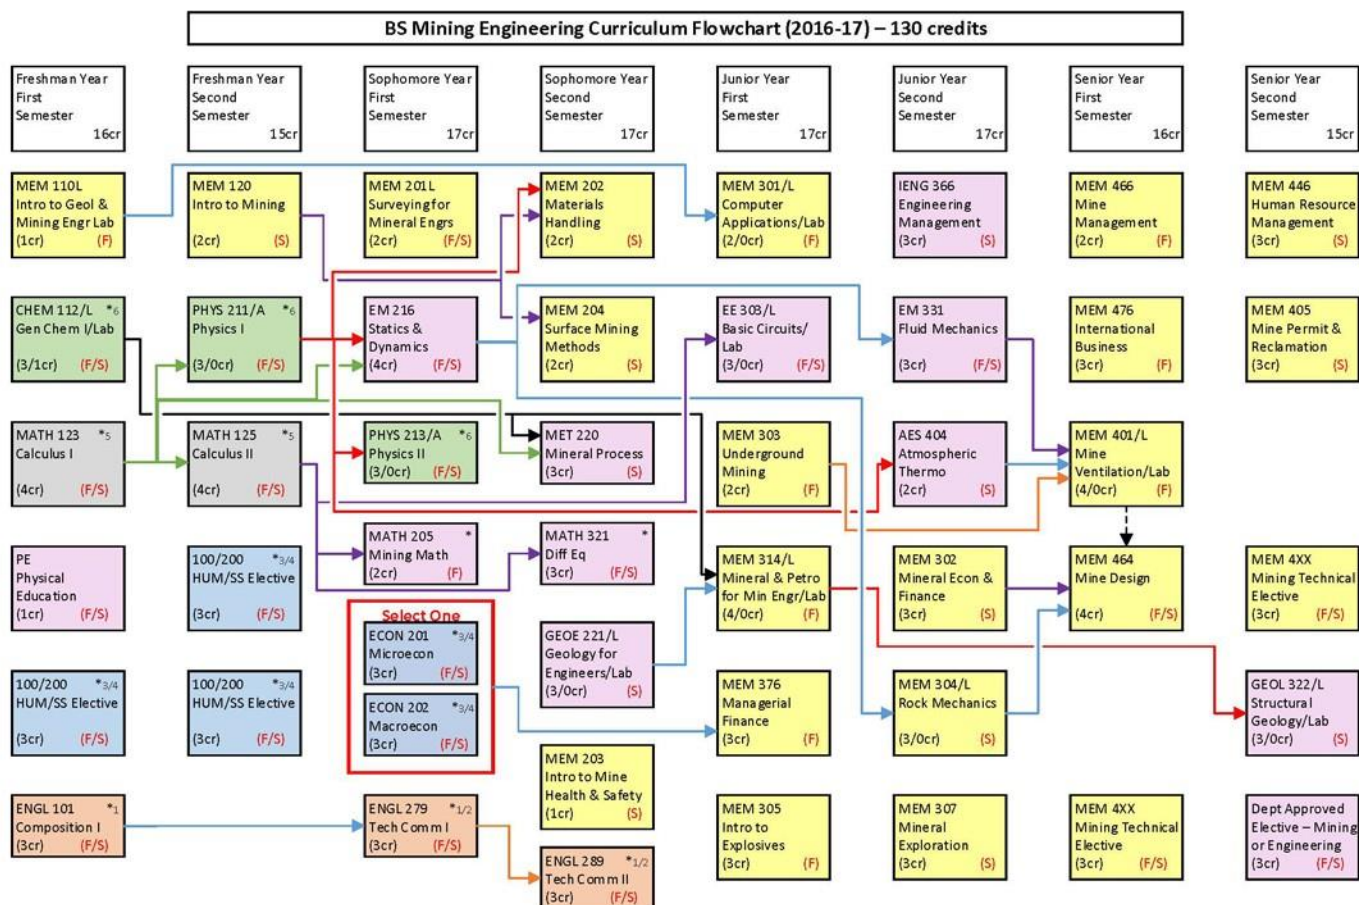 BS Mining Engineering Curriculum Flowchart (2016-17) – 130 credits
Freshman Year
First
Semester
16cr
Freshman Year
Second
Semester
15cr
Sophomore Year
First
Semester
17cr
Sophomore Year
Second
Semester
17cr
Junior Year
First
Semester
17cr
Junior Year
Second
Semester
17cr
Senior Year
First
Semester
16cr
Senior Year
Second
Semester
15cr
MEM 110L
Intro to Geol &
Mining Engr Lab
(1cr) (F)
MEM 120
Intro to Mining
(2cr) (S)
MEM 201L
Surveying for
Mineral Engrs
(2cr) (F/S)
MEM 202
Materials
Handling
(2cr) (S)
MEM 301/L
Computer
Applications/Lab
(2/0cr) (F)
IENG 366
Engineering
Management
(3cr) (S)
MEM 466
Mine
Management
(2cr) (F)
MEM 446
Human Resource
Management
(3cr) (S)
CHEM 112/L *6
Gen Chem I/Lab
(3/1cr) (F/S)
PHYS 211/A *6
Physics I
(3/0cr) (F/S)
EM 216
Statics &
Dynamics
(4cr) (F/S)
MEM 204
Surface Mining
Methods
(2cr) (S)
EE 303/L
Basic Circuits/
Lab
(3/0cr) (F/S)
EM 331
Fluid Mechanics
(3cr) (F/S)
MEM 476
International
Business
(3cr) (F)
MEM 405
Mine Permit &
Reclamation
(3cr) (S)
MATH 123 *5
Calculus I
(4cr) (F/S)
MATH 125 *5
Calculus II
(4cr) (F/S)
PHYS 213/A *6
Physics II
(3/0cr) (F/S)
MET 220
Mineral Process
(3cr) (S)
MEM 303
Underground
Mining
(2cr) (F)
AES 404
Atmospheric
Thermo
(2cr) (S)
MEM 401/L
Mine
Ventilation/Lab
(4/0cr) (F)
PE
Physical
Education
(1cr) (F/S)
100/200 *3/4
HUM/SS Elective
(3cr) (F/S)
MATH 205 *
Mining Math
(2cr) (F)
MATH 321 *
Diff Eq
(3cr) (F/S)
MEM 314/L
Mineral & Petro
for Min Engr/Lab
(4/0cr) (F)
MEM 302
Mineral Econ &
Finance
(3cr) (S)
MEM 464
Mine Design
(4cr) (F/S)
MEM 4XX
Mining Technical
Elective
(3cr) (F/S)
Select One
ECON 201 *3/4
Microecon
(3cr) (F/S)
ECON 202 *3/4
Macroecon
(3cr) (F/S)
GEOE 221/L
Geology for
Engineers/Lab
(3/0cr) (S)
100/200 *3/4
HUM/SS Elective
(3cr) (F/S)
100/200 *3/4
HUM/SS Elective
(3cr) (F/S)
MEM 376
Managerial
Finance
(3cr) (F)
MEM 304/L
Rock Mechanics
(3/0cr) (S)
GEOL 322/L
Structural
Geology/Lab
(3/0cr) (S)
MEM 203
Intro to Mine
Health & Safety
(1cr) (S)
ENGL 101 *1
Composition I
(3cr) (F/S)
ENGL 279 *1/2
Tech Comm I
(3cr) (F/S)
ENGL 289 *1/2
Tech Comm II
(3cr) (F/S)
MEM 305
Intro to
Explosives
(3cr) (F)
MEM 307
Mineral
Exploration
(3cr) (S)
MEM 4XX
Mining Technical
Elective
(3cr) (F/S)
Dept Approved
Elective – Mining
or Engineering
(3cr) (F/S)